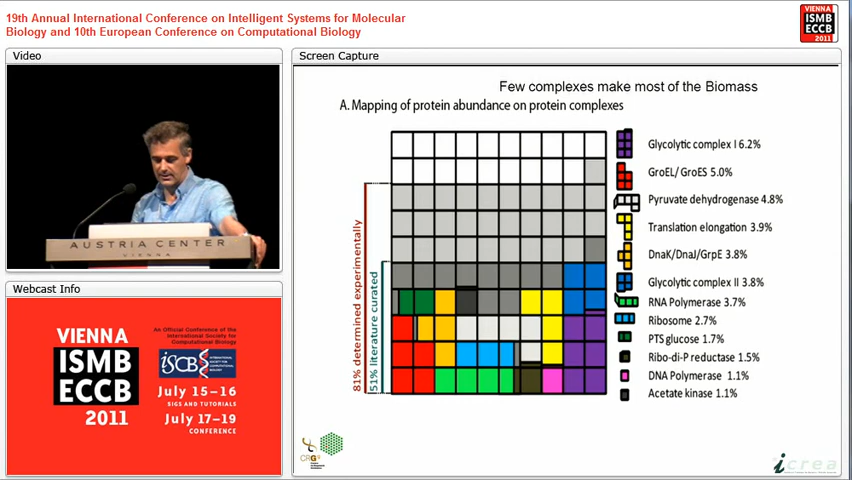 19th Annual International Conference on Intelligent Systems for Molecular
Biology and 10th European Conference on Computational Biology
VIENNA
ISMB
ECCB
2011
Video
AUSTRIA CENTER
VIENNA
Webcast Info
VIENNA
ISMB
ECCB
2011
An Official Conference of the
International Society for
Computational Biology
ISCB
INTERNATIONAL
SOCIETY FOR
COMPUTATIONAL
BIOLOGY
July 15–16
SIGS AND TUTORIALS
July 17–19
CONFERENCE
Screen Capture
Few complexes make most of the Biomass
A. Mapping of protein abundance on protein complexes
81% determined experimentally
51% literature curated
Glycolytic complex I 6.2%
GroEL/ GroES 5.0%
Pyruvate dehydrogenase 4.8%
Translation elongation 3.9%
DnaK/DnaJ/GrpE 3.8%
Glycolytic complex II 3.8%
RNA Polymerase 3.7%
Ribosome 2.7%
PTS glucose 1.7%
Ribo-di-P reductase 1.5%
DNA Polymerase 1.1%
Acetate kinase 1.1%
CRG
icrea